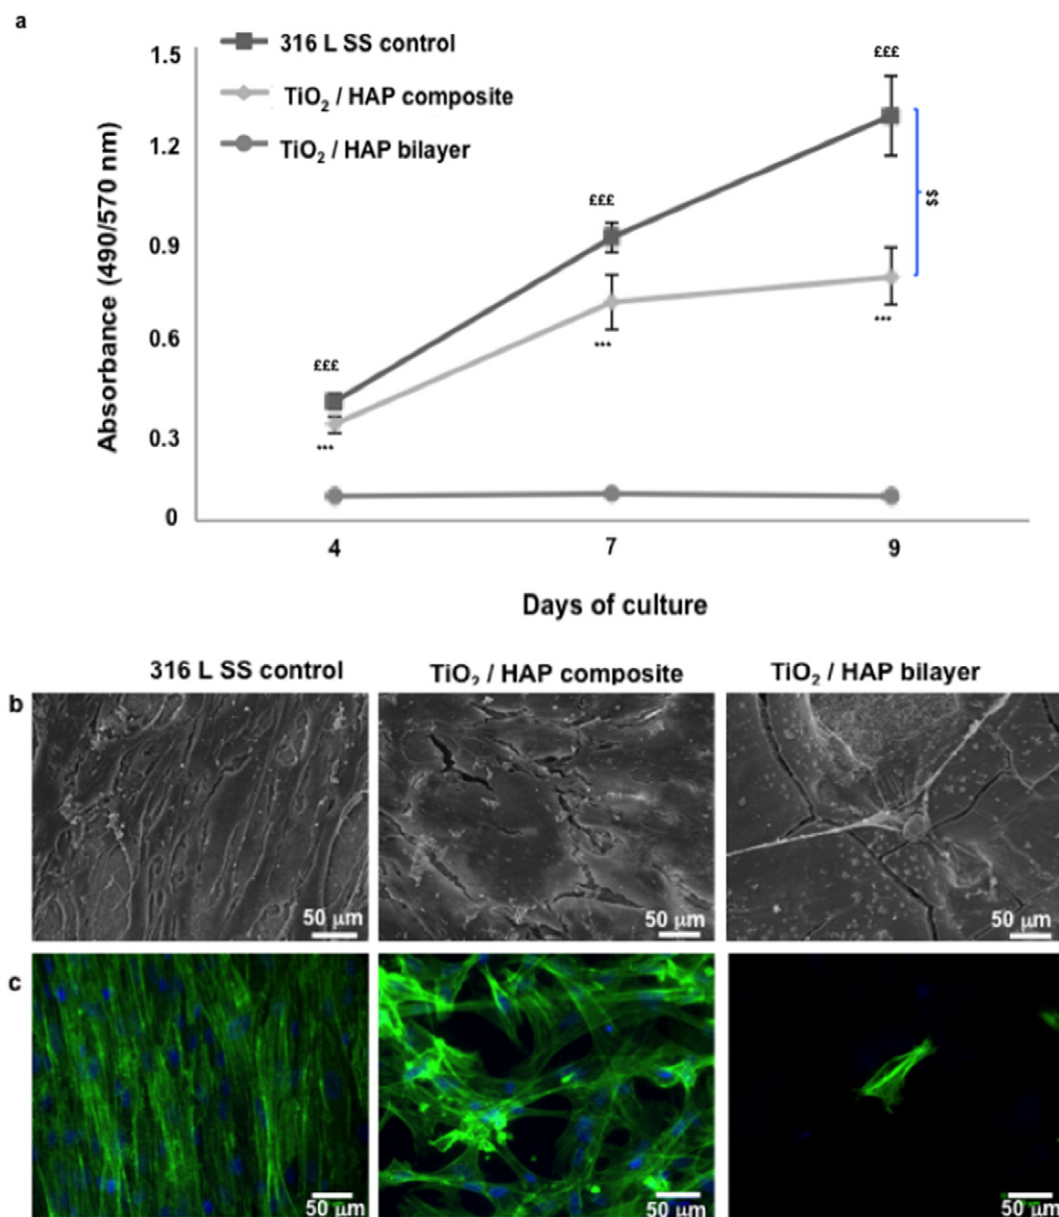 a
316 L SS control
TiO₂ / HAP composite
TiO₂ / HAP bilayer
Absorbance (490/570 nm)
1.5
1.2
0.9
0.6
0.3
0
£££
***
£££
***
£££
***
$$
4 7 9
Days of culture
316 L SS control TiO₂ / HAP composite TiO₂ / HAP bilayer
b
50 µm 50 µm 50 µm
c
50 µm 50 µm 50 µm